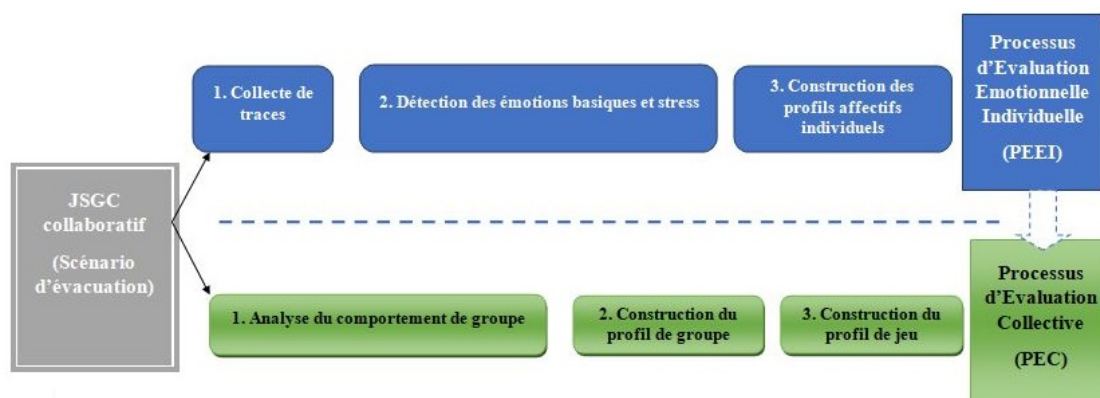 JSGC
collaboratif
(Scénario
d'évacuation)
1. Collecte de
traces
2. Détection des émotions basiques et stress
3. Construction des
profils affectifs
individuels
Processus
d'Evaluation
Emotionnelle
Individuelle
(PEEI)
1. Analyse du comportement de groupe
2. Construction du
profil de groupe
3. Construction du
profil de jeu
Processus
d'Evaluation
Collective
(PEC)